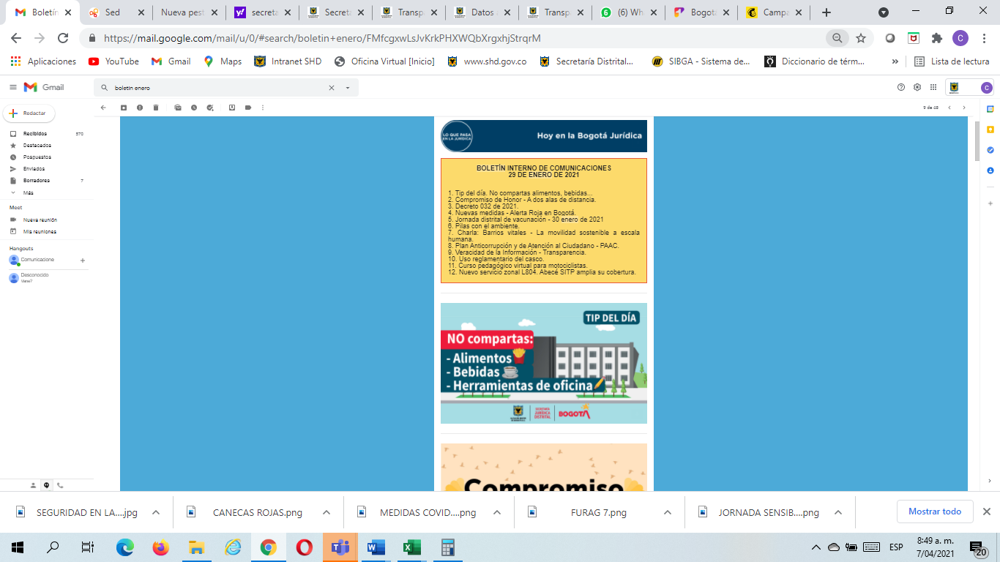 Boletín
Sed
Nueva pest
secreta
Secreta
Transpa
Datos
Transpa
(6) Wh
Bogota
Campa
https://mail.google.com/mail/u/0/#search/boletin+enero/FMfcgxwLsJvKrkPHXWQbXrgxhjStrqrM
C
Aplicaciones
YouTube
Gmail
Maps
Intranet SHD
Oficina Virtual [Inicio]
www.shd.gov.co
Secretaría Distrital...
SIBGA - Sistema de...
Diccionario de térm...
»
Lista de lectura
Gmail
boletin enero
C
Redactar
9 de 48
Recibidos 570
Destacados
Pospuestos
Enviados
Borradores 7
Más
Meet
Nueva reunión
Mis reuniones
Hangouts
Comunicacione
Desconocido
Viene?
LO QUE PASA
EN LA JURÍDICA
Hoy en la Bogotá Jurídica
BOLETÍN INTERNO DE COMUNICACIONES
29 DE ENERO DE 2021
1. Tip del día. No compartas alimentos, bebidas...
2. Compromiso de Honor - A dos alas de distancia.
3. Decreto 032 de 2021.
4. Nuevas medidas - Alerta Roja en Bogotá.
5. Jornada distrital de vacunación - 30 enero de 2021
6. Pilas con el ambiente.
7. Charla: Barrios vitales - La movilidad sostenible a escala
humana.
8. Plan Anticorrupción y de Atención al Ciudadano - PAAC.
9. Veracidad de la Información - Transparencia.
10. Uso reglamentario del casco.
11. Curso pedagógico virtual para motociclistas.
12. Nuevo servicio zonal L804. Abecé SITP amplia su cobertura.
TIP DEL DÍA
NO compartas:
- Alimentos
- Bebidas
- Herramientas de oficina
SECRETARÍA
JURÍDICA
DISTRITAL
BOGOTÁ
Compromiso
SEGURIDAD EN LA....jpg
CANECAS ROJAS.png
MEDIDAS COVID....png
FURAG 7.png
JORNADA SENSIB....png
Mostrar todo
ESP
8:49 a. m.
7/04/2021
20